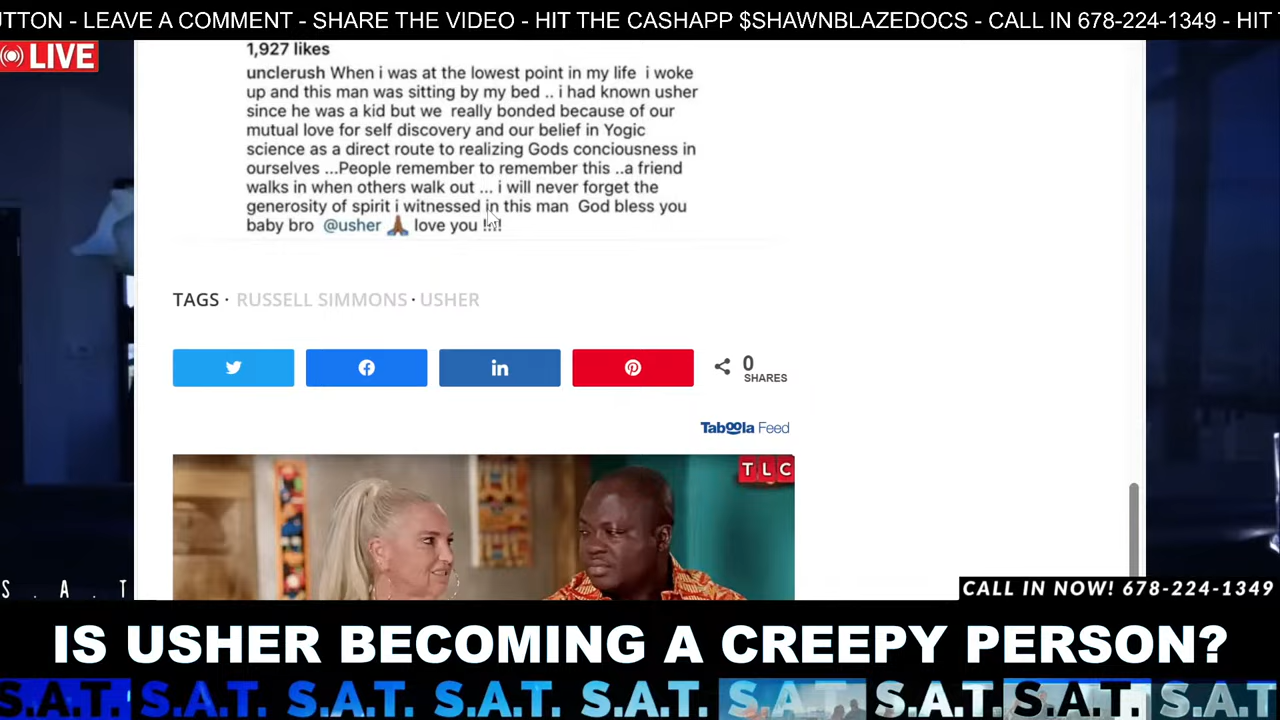 UTTON - LEAVE A COMMENT - SHARE THE VIDEO - HIT THE CASHAPP $SHAWNBLAZEDOCS - CALL IN 678-224-1349 - HIT
LIVE
1,927 likes
unclerush When i was at the lowest point in my life i woke
up and this man was sitting by my bed .. i had known usher
since he was a kid but we really bonded because of our
mutual love for self discovery and our belief in Yogic
science as a direct route to realizing Gods conciousness in
ourselves ...People remember to remember this ..a friend
walks in when others walk out ... i will never forget the
generosity of spirit i witnessed in this man God bless you
baby bro @usher 🙏🏾 love you !!!
TAGS · RUSSELL SIMMONS · USHER
0
SHARES
Taboola Feed
TLC
S . A . T
CALL IN NOW! 678-224-1349
IS USHER BECOMING A CREEPY PERSON?
S.A.T. S.A.T. S.A.T. S.A.T. S.A.T. S.A.T. S.A.T. S.A.T. S.A.T